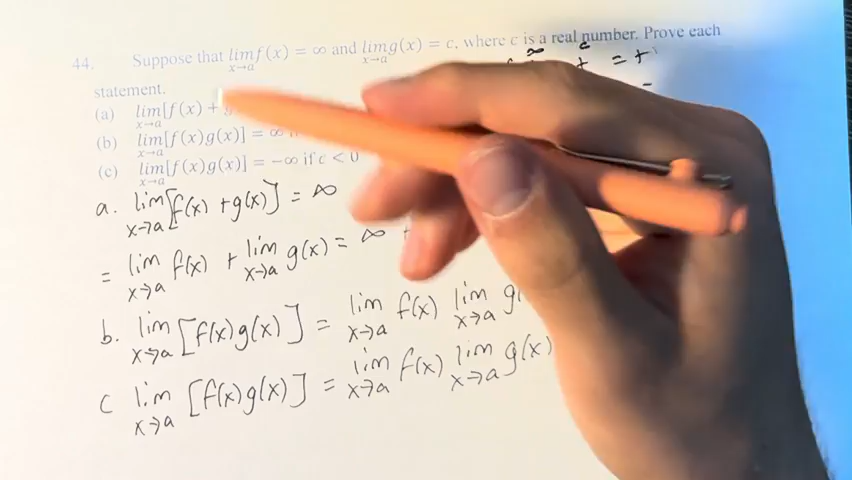 44. Suppose that lim f(x) = ∞ and lim g(x) = c, where c is a real number. Prove each
x→a x→a
statement.
(a) lim[f(x) +
x→a
(b) lim[f(x)g(x)] = ∞
x→a
(c) lim[f(x)g(x)] = -∞ if c < 0
x→a
∞ c
+ = +
a. lim [f(x) + g(x)] = ∞
x→a
= lim f(x) + lim g(x) = ∞
x→a x→a
b. lim [f(x)g(x)] = lim f(x) lim
x→a x→a x→a
c lim [f(x)g(x)] = lim f(x) lim g(x)
x→a x→a x→a